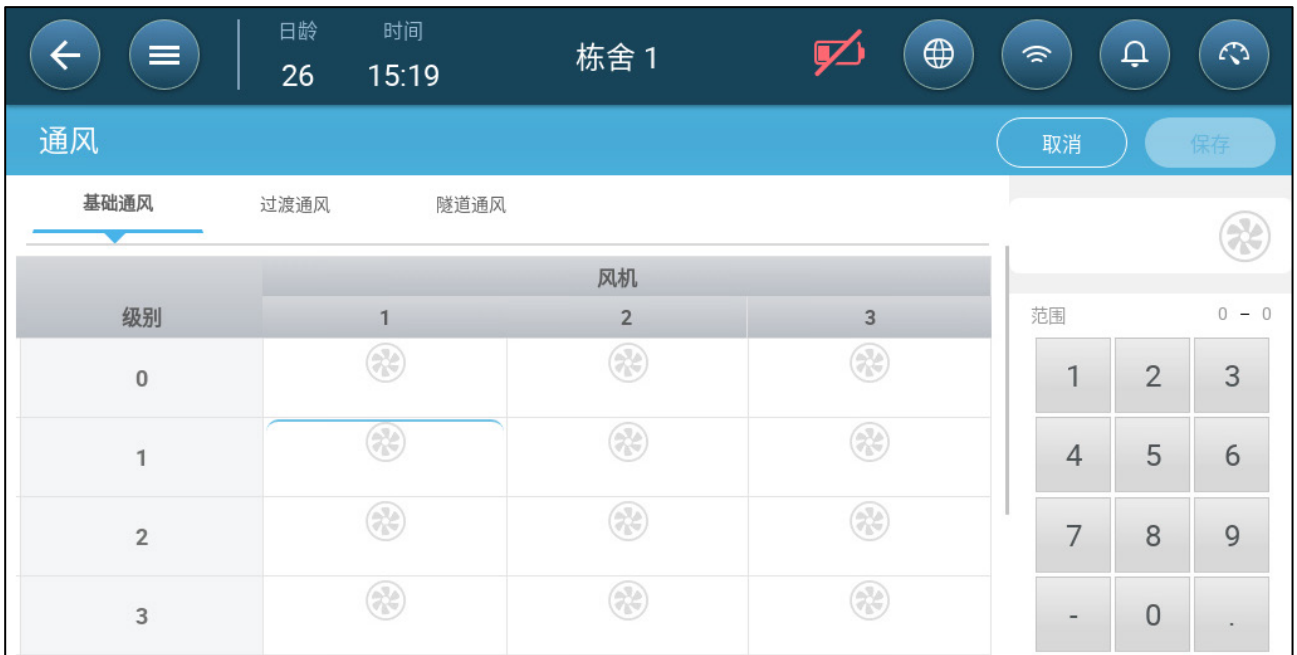 日龄 时间
26 15:19 栋舍 1
通风 取消 保存
基础通风 过渡通风 隧道通风
风机
级别 1 2 3
范围 0 – 0
0
1
2
3
1 2 3
4 5 6
7 8 9
- 0 .